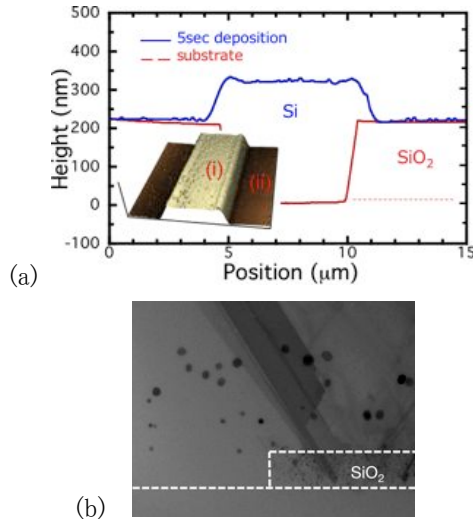 5sec deposition
substrate
Height (nm)
500
400
300
200
100
0
-100
Si
SiO₂
(i)
(ii)
0
5
10
15
Position (μm)
(a)
SiO₂
(b)